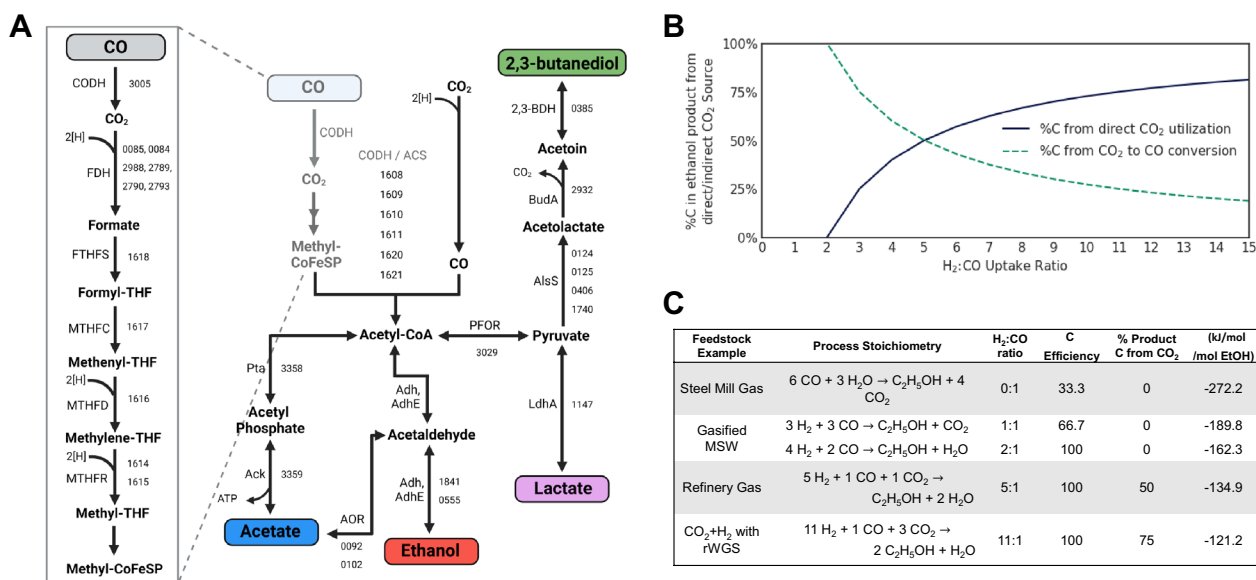 A
CO
CODH 3005
CO₂
2[H]
0085, 0084
2988, 2789,
FDH
2790, 2793
Formate
FTHFS 1618
Formyl-THF
MTHFC 1617
Methenyl-THF
2[H]
MTHFD 1616
Methylene-THF
2[H]
1614
MTHFR
1615
Methyl-THF
Methyl-CoFeSP
CO
CODH
CO₂
Methyl-
CoFeSP
CODH / ACS
1608
1609
1610
1611
1620
1621
CO₂
2[H]
CO
Acetyl-CoA
PFOR
3029
Pyruvate
Pta 3358
Acetyl
Phosphate
Ack 3359
ATP
Acetate
Adh,
AdhE
Acetaldehyde
Adh,
AdhE
1841
0555
AOR
0092
0102
Ethanol
2,3-butanediol
2,3-BDH 0385
Acetoin
CO₂
2932
BudA
Acetolactate
AlsS
0124
0125
0406
1740
LdhA 1147
Lactate
B
%C in ethanol product from
direct/indirect CO₂ Source
100%
75%
50%
25%
0%
%C from direct CO₂ utilization
%C from CO₂ to CO conversion
0 1 2 3 4 5 6 7 8 9 10 11 12 13 14 15
H₂:CO Uptake Ratio
C
Feedstock Example | Process Stoichiometry | H₂:CO ratio | C Efficiency | % Product C from CO₂ | (kJ/mol /mol EtOH)
Steel Mill Gas | 6 CO + 3 H₂O → C₂H₅OH + 4 CO₂ | 0:1 | 33.3 | 0 | -272.2
Gasified MSW | 3 H₂ + 3 CO → C₂H₅OH + CO₂ | 1:1 | 66.7 | 0 | -189.8
4 H₂ + 2 CO → C₂H₅OH + H₂O | 2:1 | 100 | 0 | -162.3
Refinery Gas | 5 H₂ + 1 CO + 1 CO₂ → C₂H₅OH + 2 H₂O | 5:1 | 100 | 50 | -134.9
CO₂+H₂ with rWGS | 11 H₂ + 1 CO + 3 CO₂ → 2 C₂H₅OH + H₂O | 11:1 | 100 | 75 | -121.2